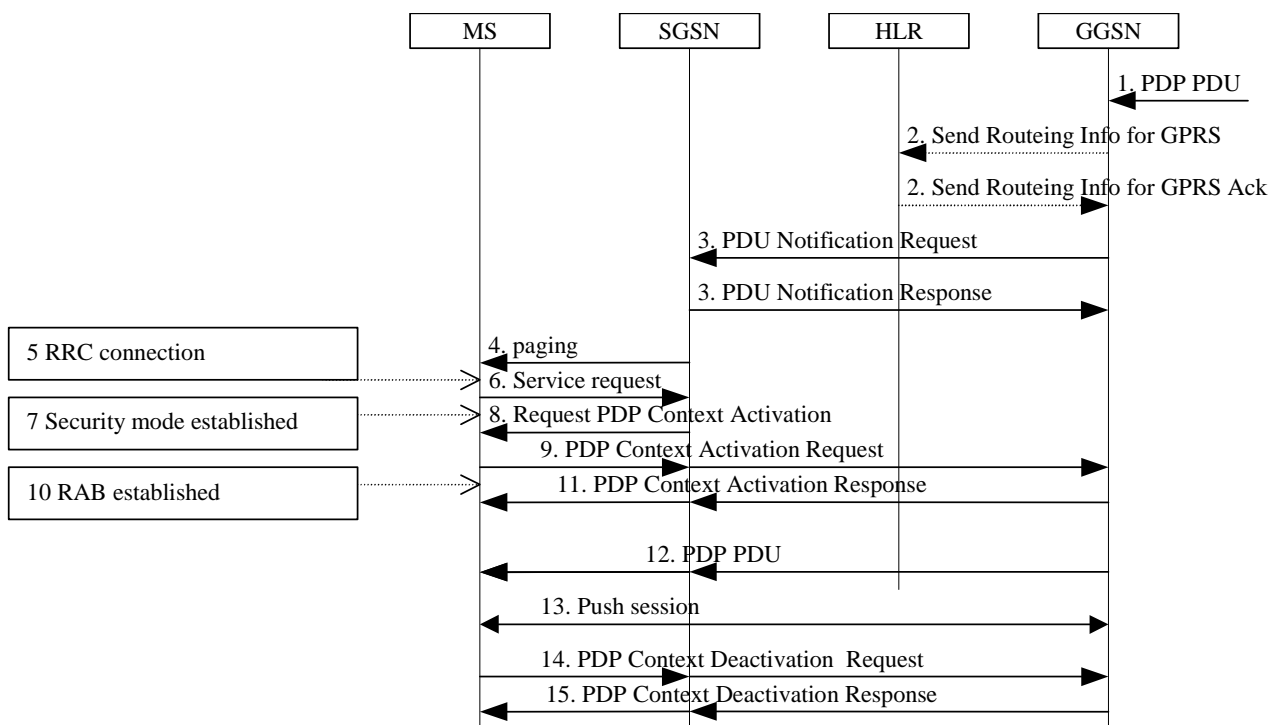 MS
SGSN
HLR
GGSN
1. PDP PDU
2. Send Routeing Info for GPRS
2. Send Routeing Info for GPRS Ack
3. PDU Notification Request
3. PDU Notification Response
5 RRC connection
4. paging
6. Service request
7 Security mode established
8. Request PDP Context Activation
9. PDP Context Activation Request
10 RAB established
11. PDP Context Activation Response
12. PDP PDU
13. Push session
14. PDP Context Deactivation Request
15. PDP Context Deactivation Response